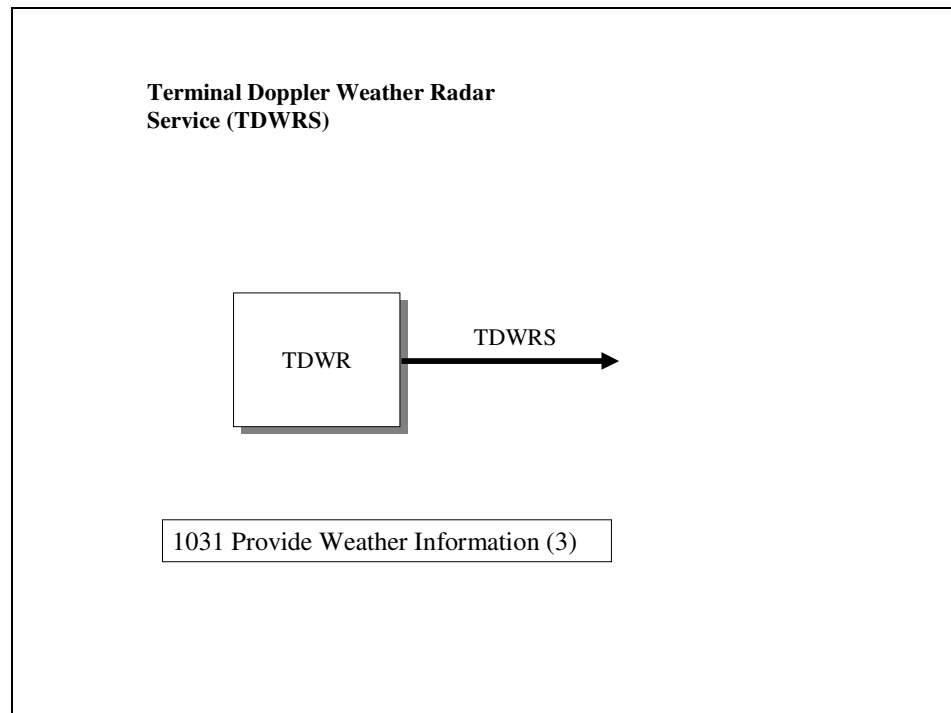 Terminal Doppler Weather Radar
Service (TDWRS)
TDWRS
TDWR
1031 Provide Weather Information (3)